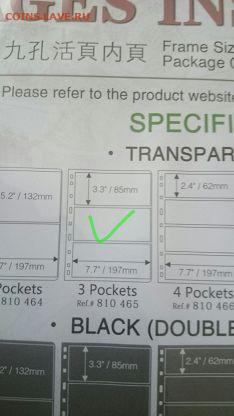 COINS.LAVE.RU
GES IN
九孔活頁內頁
Frame Siz
Package
Please refer to the product website
SPECIFI
• TRANSPAR
5.2" / 132mm
3.3" / 85mm
2.4" / 62mm
7" / 197mm
7.7" / 197mm
7.7" / 197mm
Pockets
3 Pockets
4 Pockets
# 810 464
Ref.# 810 465
Ref.# 810 466
• BLACK (DOUBLE
2" / 132mm
3.3" / 85mm
2.4" / 62mm